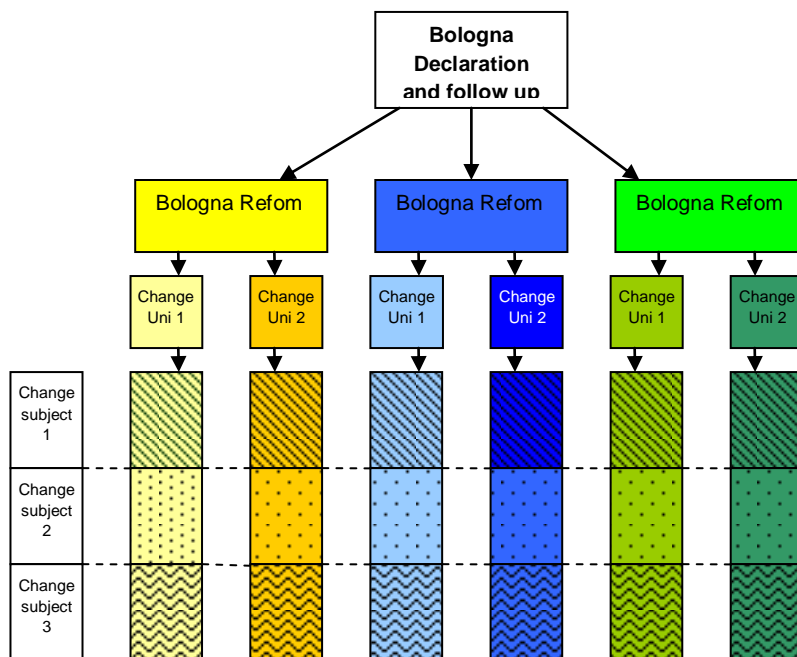 Bologna
Declaration
and follow up
Bologna Refom
Bologna Refom
Bologna Refom
Change
Uni 1
Change
Uni 2
Change
Uni 1
Change
Uni 2
Change
Uni 1
Change
Uni 2
Change
subject
1
Change
subject
2
Change
subject
3